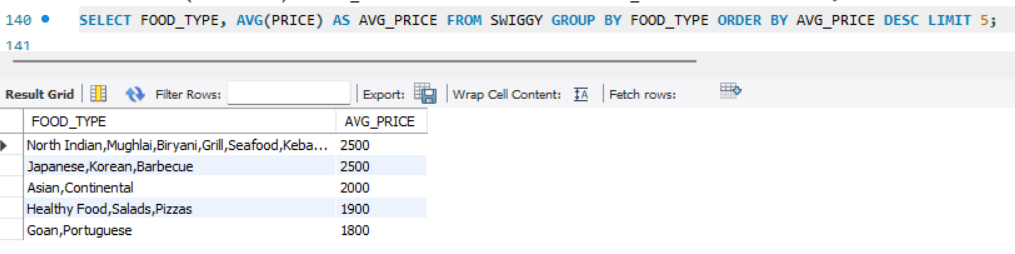 140 SELECT FOOD_TYPE, AVG(PRICE) AS AVG_PRICE FROM SWIGGY GROUP BY FOOD_TYPE ORDER BY AVG_PRICE DESC LIMIT 5;
141
Result Grid Filter Rows: Export: Wrap Cell Content: IA Fetch rows:
FOOD_TYPE AVG_PRICE
North Indian,Mughlai,Biryani,Grill,Seafood,Keba... 2500
Japanese,Korean,Barbecue 2500
Asian,Continental 2000
Healthy Food,Salads,Pizzas 1900
Goan,Portuguese 1800